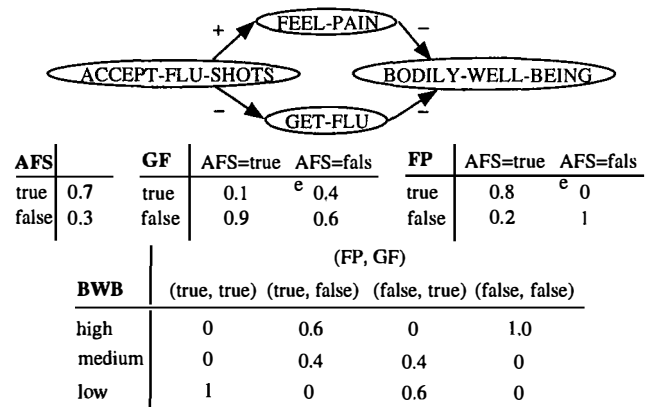 + FEEL-PAIN −
ACCEPT-FLU-SHOTS BODILY-WELL-BEING
− GET-FLU −
AFS GF AFS=true AFS=fals FP AFS=true AFS=fals
true 0.7 true 0.1 e 0.4 true 0.8 e 0
false 0.3 false 0.9 0.6 false 0.2 1
(FP, GF)
BWB (true, true) (true, false) (false, true) (false, false)
high 0 0.6 0 1.0
medium 0 0.4 0.4 0
low 1 0 0.6 0